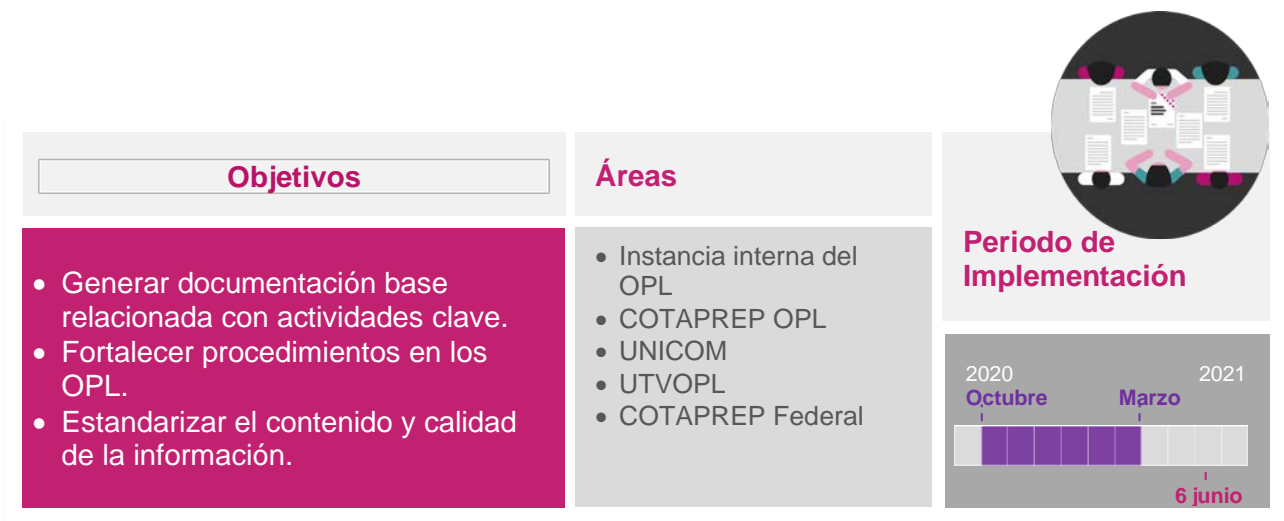 Objetivos
• Generar documentación base
relacionada con actividades clave.
• Fortalecer procedimientos en los
OPL.
• Estandarizar el contenido y calidad
de la información.
Áreas
• Instancia interna del
OPL
• COTAPREP OPL
• UNICOM
• UTVOPL
• COTAPREP Federal
Periodo de
Implementación
2020 2021
Octubre Marzo
6 junio